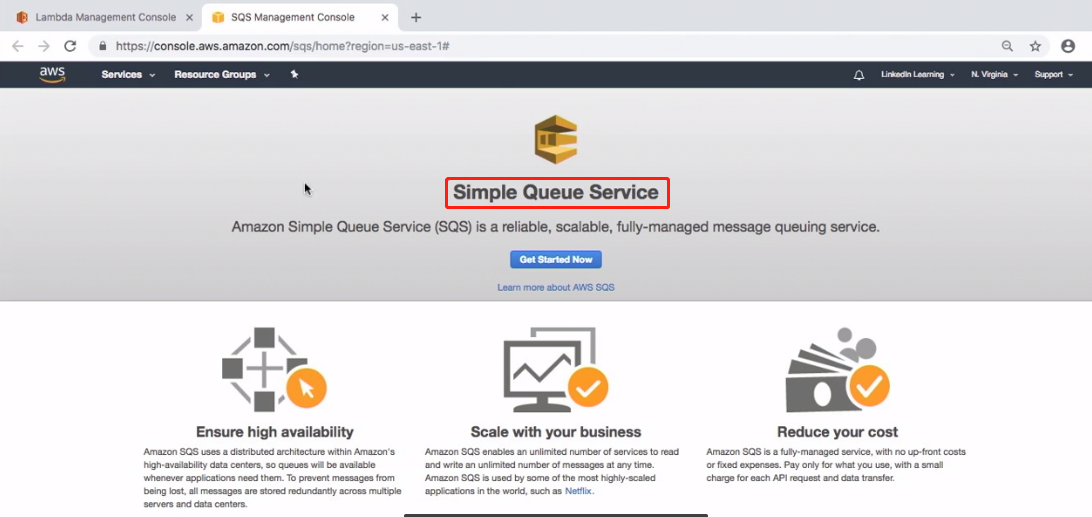 Lambda Management Console
SQS Management Console
https://console.aws.amazon.com/sqs/home?region=us-east-1#
aws
Services
Resource Groups
LinkedIn Learning
N. Virginia
Support
Simple Queue Service
Amazon Simple Queue Service (SQS) is a reliable, scalable, fully-managed message queuing service.
Get Started Now
Learn more about AWS SQS
Ensure high availability
Amazon SQS uses a distributed architecture within Amazon's
high-availability data centers, so queues will be available
whenever applications need them. To prevent messages from
being lost, all messages are stored redundantly across multiple
servers and data centers.
Scale with your business
Amazon SQS enables an unlimited number of services to read
and write an unlimited number of messages at any time.
Amazon SQS is used by some of the most highly-scaled
applications in the world, such as Netflix.
Reduce your cost
Amazon SQS is a fully-managed service, with no up-front costs
or fixed expenses. Pay only for what you use, with a small
charge for each API request and data transfer.